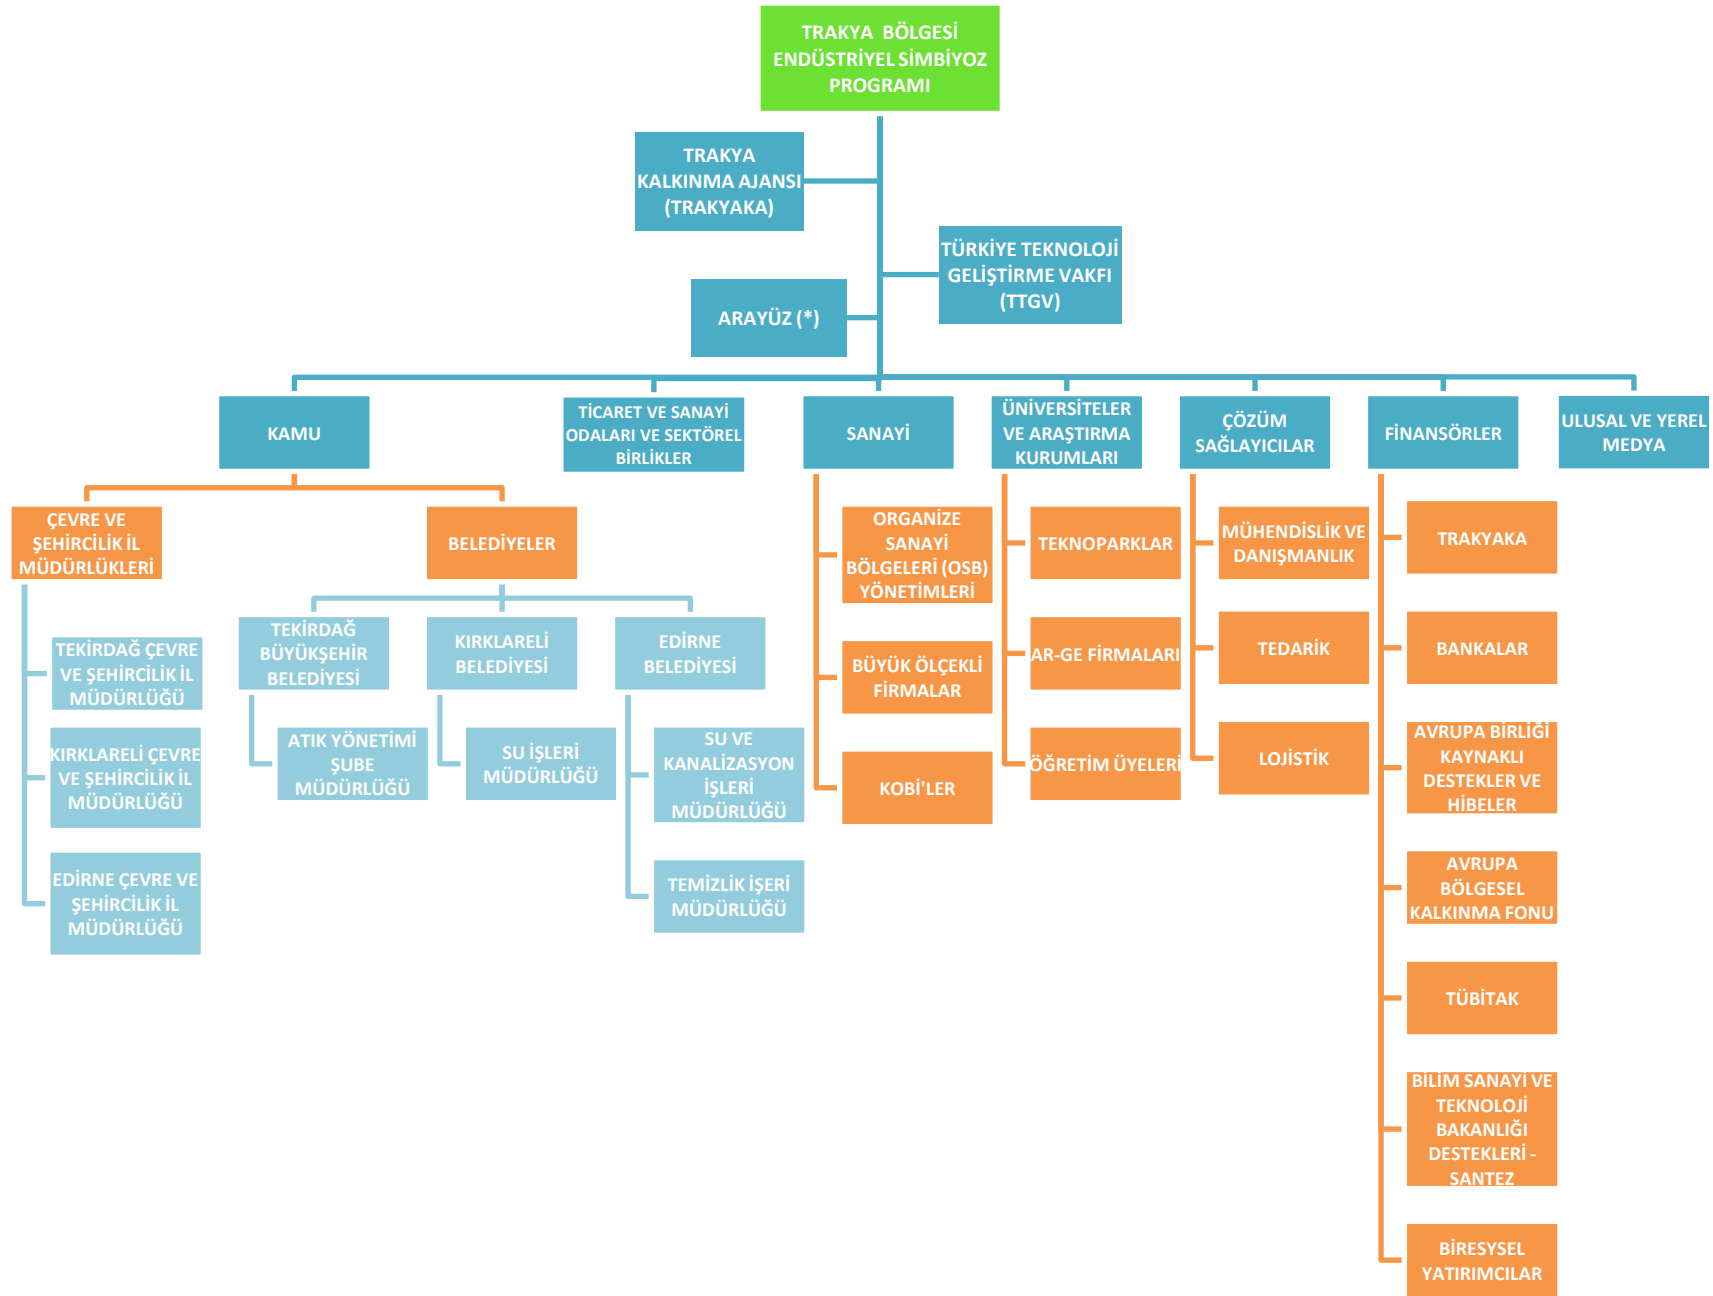 TRAKYA BÖLGESİ
ENDÜSTRİYEL SİMBİYOZ
PROGRAMI
TRAKYA
KALKINMA AJANSI
(TRAKYAKA)
TÜRKİYE TEKNOLOJİ
GELİŞTİRME VAKFI
(TTGV)
ARAYÜZ (*)
KAMU
TİCARET VE SANAYİ
ODALARI VE SEKTÖREL
BİRLİKLER
SANAYİ
ÜNİVERSİTELER
VE ARAŞTIRMA
KURUMLARI
ÇÖZÜM
SAĞLAYICILAR
FİNANSÖRLER
ULUSAL VE YEREL
MEDYA
ÇEVRE VE
ŞEHİRCİLİK İL
MÜDÜRLÜKLERİ
BELEDİYELER
TEKİRDAĞ ÇEVRE
VE ŞEHİRCİLİK İL
MÜDÜRLÜĞÜ
KIRKLARELİ ÇEVRE
VE ŞEHİRCİLİK İL
MÜDÜRLÜĞÜ
EDİRNE ÇEVRE VE
ŞEHİRCİLİK İL
MÜDÜRLÜĞÜ
TEKİRDAĞ
BÜYÜKŞEHİR
BELEDİYESİ
ATIK YÖNETİMİ
ŞUBE
MÜDÜRLÜĞÜ
KIRKLARELİ
BELEDİYESİ
SU İŞLERİ
MÜDÜRLÜĞÜ
EDİRNE
BELEDİYESİ
SU VE
KANALİZASYON
İŞLERİ
MÜDÜRLÜĞÜ
TEMİZLİK İŞERİ
MÜDÜRLÜĞÜ
ORGANİZE
SANAYİ
BÖLGELERİ (OSB)
YÖNETİMLERİ
BÜYÜK ÖLÇEKLİ
FİRMALAR
KOBİ'LER
TEKNOPARKLAR
AR-GE FİRMALARI
ÖĞRETİM ÜYELERİ
MÜHENDİSLİK VE
DANIŞMANLIK
TEDARİK
LOJİSTİK
TRAKYAKA
BANKALAR
AVRUPA BİRLİĞİ
KAYNAKLI
DESTEKLER VE
HİBELER
AVRUPA
BÖLGESEL
KALKINMA FONU
TÜBİTAK
BİLİM SANAYİ VE
TEKNOLOJİ
BAKANLIĞI
DESTEKLERİ -
SANTEZ
BİRESYSEL
YATIRIMCILAR